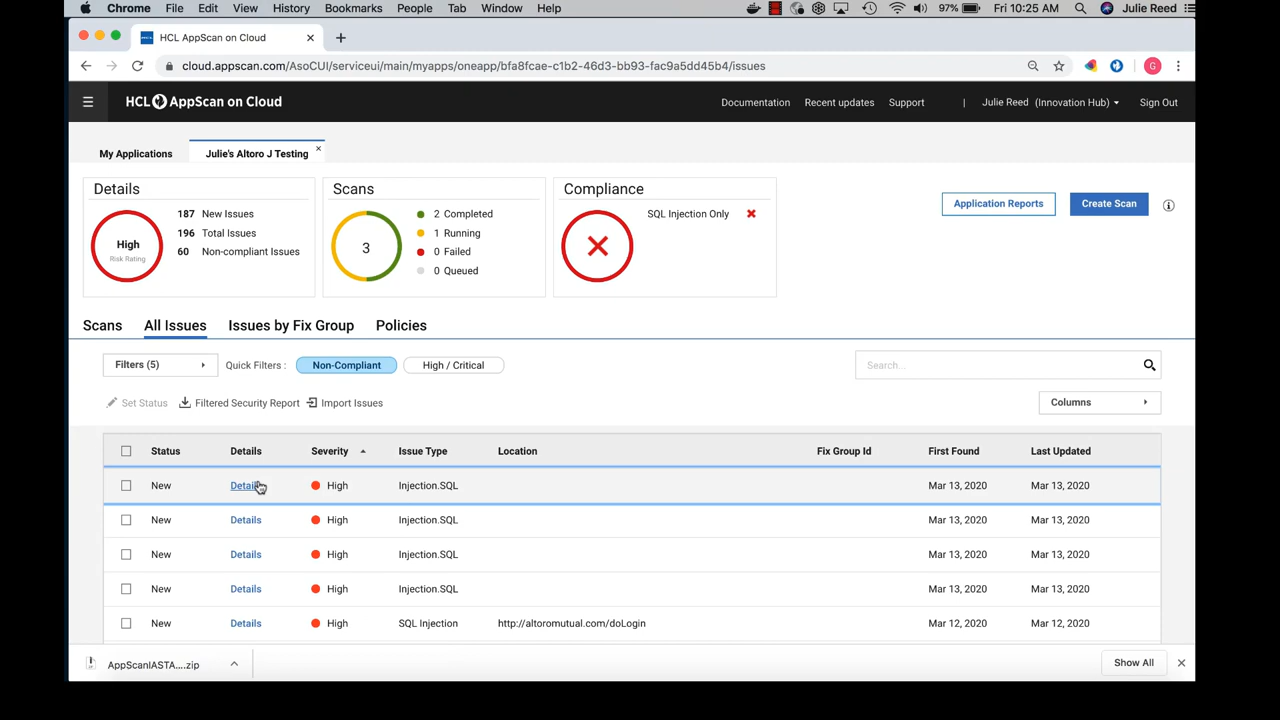 Chrome File Edit View History Bookmarks People Tab Window Help 97% Fri 10:25 AM Julie Reed
HCL AppScan on Cloud
cloud.appscan.com/AsoCUI/serviceui/main/myapps/oneapp/bfa8fcae-c1b2-46d3-bb93-fac9a5dd45b4/issues G
HCL AppScan on Cloud Documentation Recent updates Support | Julie Reed (Innovation Hub) Sign Out
My Applications Julie's Altoro J Testing
Details Scans Compliance
187 New Issues 2 Completed SQL Injection Only
Application Reports Create Scan
196 Total Issues 1 Running
High
Risk Rating
3
60 Non-compliant Issues 0 Failed
0 Queued
Scans All Issues Issues by Fix Group Policies
Filters (5) Quick Filters : Non-Compliant High / Critical Search...
Set Status Filtered Security Report Import Issues Columns
Status Details Severity Issue Type Location Fix Group Id First Found Last Updated
New Details High Injection.SQL Mar 13, 2020 Mar 13, 2020
New Details High Injection.SQL Mar 13, 2020 Mar 13, 2020
New Details High Injection.SQL Mar 13, 2020 Mar 13, 2020
New Details High Injection.SQL Mar 13, 2020 Mar 13, 2020
New Details High SQL Injection http://altoromutual.com/doLogin Mar 12, 2020 Mar 12, 2020
AppScanIASTA....zip Show All